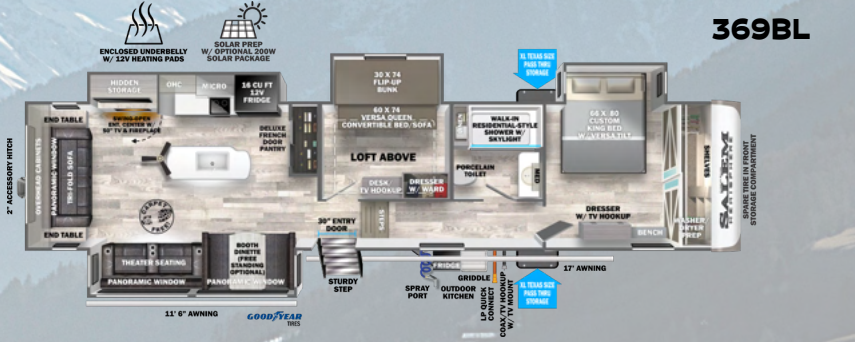 369BL
ENCLOSED UNDERBELLY
W/ 12V HEATING PADS
SOLAR PREP
W/ OPTIONAL 200W
SOLAR PACKAGE
XL TEXAS SIZE
PASS THRU
STORAGE
HIDDEN
STORAGE
OHC
MICRO
16 CU FT
12V
FRIDGE
30 X 74
FLIP-UP
BUNK
60 X 74
VERSA QUEEN
CONVERTIBLE BED/SOFA
WALK-IN
RESIDENTIAL-STYLE
SHOWER W/
SKYLIGHT
66 X 80
CUSTOM
KING BED
W/ VERSA TILT
END TABLE
SWING-OPEN
ENT. CENTER W/
50" TV & FIREPLACE
DELUXE
FRENCH
DOOR
PANTRY
LOFT ABOVE
2" ACCESSORY HITCH
OVERHEAD CABINETS
PANORAMIC WINDOW
TRI-FOLD SOFA
PORCELAIN
TOILET
MED
DESK/
TV HOOKUP
DRESSER
W/ WARD
SHELVES
SALEM
HEMISPHERE
SPARE TIRE IN FRONT
STORAGE COMPARTMENT
CARPET
FREE
STEPS
30" ENTRY
DOOR
DRESSER
W/ TV HOOKUP
BENCH
WASHER/
DRYER
PREP
END TABLE
THEATER SEATING
PANORAMIC WINDOW
BOOTH
DINETTE
(FREE
STANDING
OPTIONAL)
PANORAMIC WINDOW
STURDY
STEP
SPRAY
PORT
FRIDGE
OUTDOOR
KITCHEN
GRIDDLE
LP QUICK
CONNECT
COAX/TV HOOKUP
W/ TV MOUNT
XL TEXAS SIZE
PASS THRU
STORAGE
17' AWNING
11' 6" AWNING
GOODYEAR
TIRES